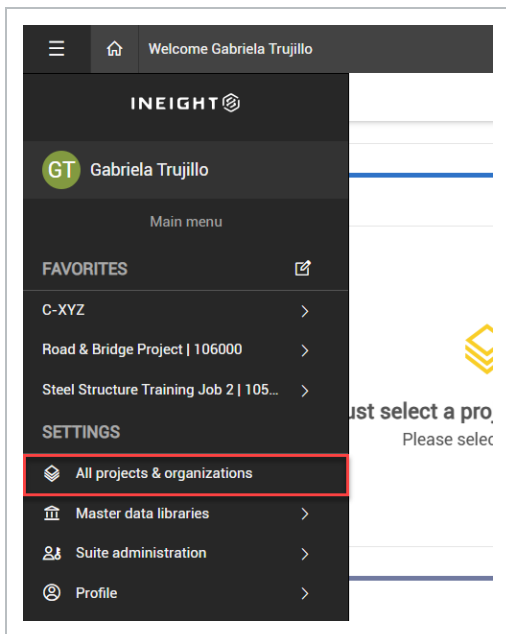 Welcome Gabriela Trujillo
INEIGHT
GT Gabriela Trujillo
Main menu
FAVORITES
C-XYZ
Road & Bridge Project | 106000
Steel Structure Training Job 2 | 105...
SETTINGS
All projects & organizations
Master data libraries
Suite administration
Profile
ust select a pro
Please selec